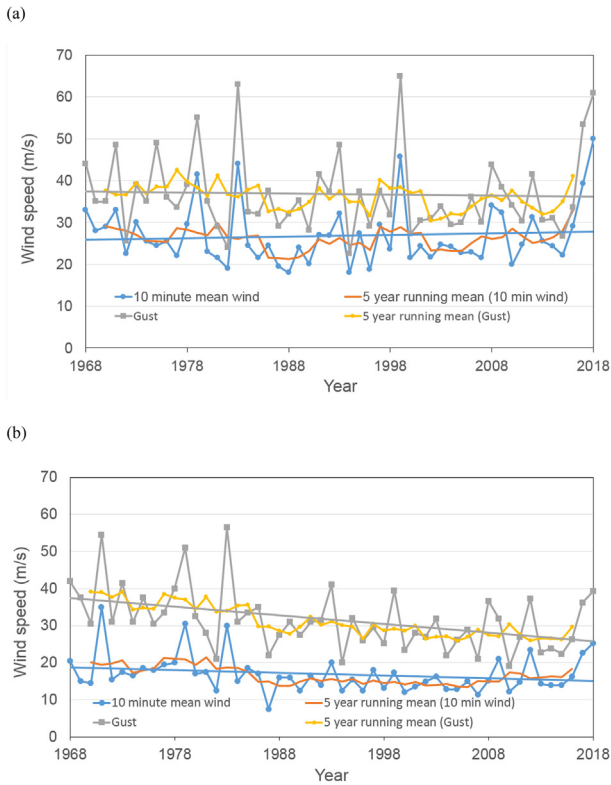 (a)
70
60
50
40
30
20
10
0
Wind speed (m/s)
10 minute mean wind
5 year running mean (10 min wind)
Gust
5 year running mean (Gust)
1968 1978 1988 1998 2008 2018
Year
(b)
70
60
50
40
30
20
10
0
Wind speed (m/s)
10 minute mean wind
5 year running mean (10 min wind)
Gust
5 year running mean (Gust)
1968 1978 1988 1998 2008 2018
Year